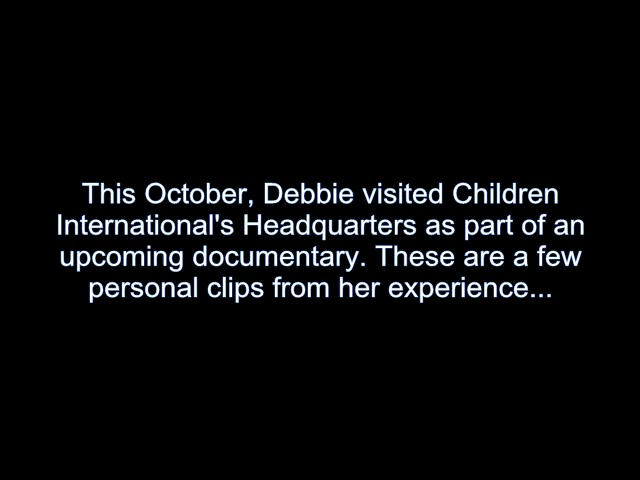 This October, Debbie visited Children
International's Headquarters as part of an
upcoming documentary. These are a few
personal clips from her experience...